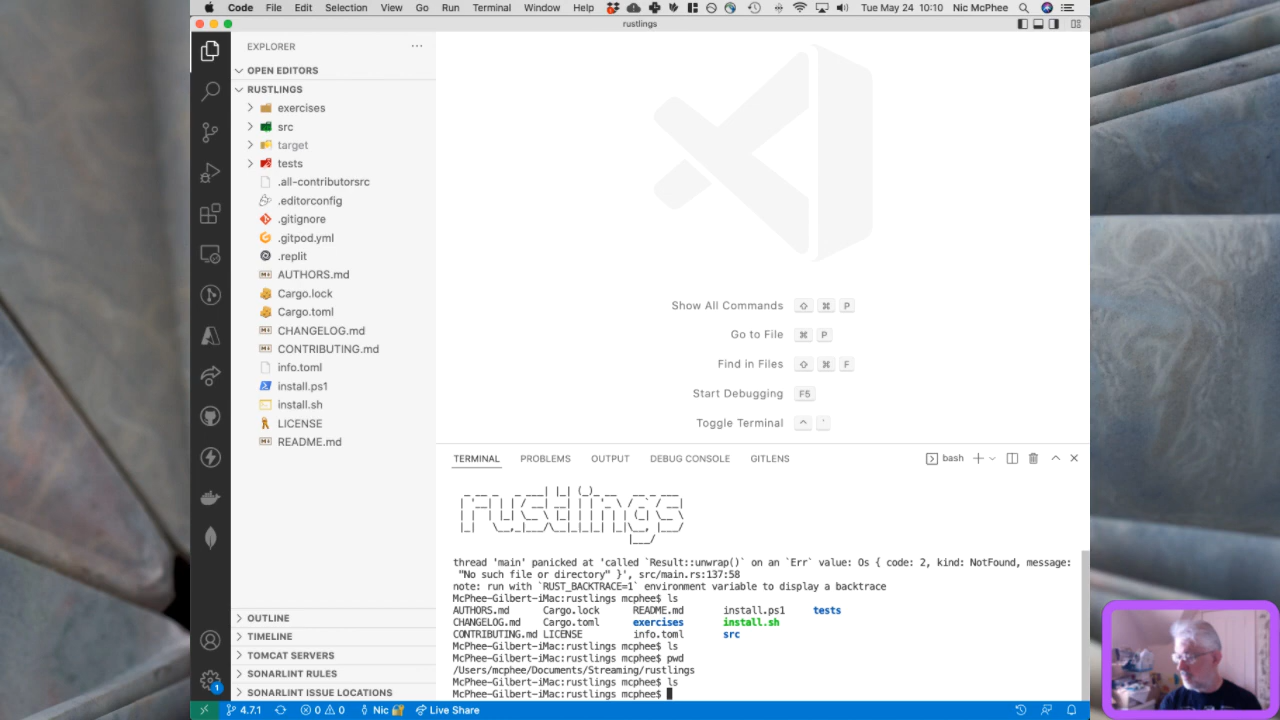 Code File Edit Selection View Go Run Terminal Window Help Tue May 24 10:10 Nic McPhee
rustlings
EXPLORER
OPEN EDITORS
RUSTLINGS
exercises
src
target
tests
.all-contributorsrc
.editorconfig
.gitignore
.gitpod.yml
.replit
AUTHORS.md
Cargo.lock
Cargo.toml
CHANGELOG.md
CONTRIBUTING.md
info.toml
install.ps1
install.sh
LICENSE
README.md
OUTLINE
TIMELINE
TOMCAT SERVERS
SONARLINT RULES
SONARLINT ISSUE LOCATIONS
Show All Commands ⇧ ⌘ P
Go to File ⌘ P
Find in Files ⇧ ⌘ F
Start Debugging F5
Toggle Terminal ^ `
TERMINAL PROBLEMS OUTPUT DEBUG CONSOLE GITLENS bash
thread 'main' panicked at 'called `Result::unwrap()` on an `Err` value: Os { code: 2, kind: NotFound, message:
"No such file or directory" }', src/main.rs:137:58
note: run with `RUST_BACKTRACE=1` environment variable to display a backtrace
McPhee-Gilbert-iMac:rustlings mcphee$ ls
AUTHORS.md Cargo.lock README.md install.ps1 tests
CHANGELOG.md Cargo.toml exercises install.sh
CONTRIBUTING.md LICENSE info.toml src
McPhee-Gilbert-iMac:rustlings mcphee$ ls
McPhee-Gilbert-iMac:rustlings mcphee$ pwd
/Users/mcphee/Documents/Streaming/rustlings
McPhee-Gilbert-iMac:rustlings mcphee$ ls
McPhee-Gilbert-iMac:rustlings mcphee$
1
4.7.1 0 0 Nic Live Share